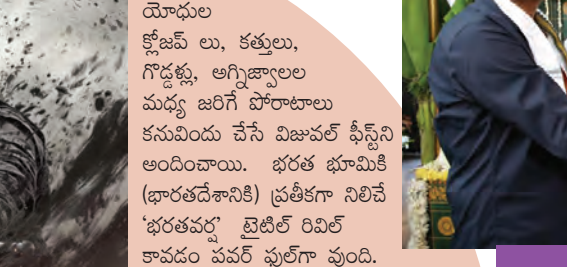 యోధుల
క్లోజప్ లు, కత్తులు,
గొడ్డళ్లు, అగ్నిజ్వాలల
మధ్య జరిగే పోరాటాలు
కనువిందు చేసే విజువల్ ఫీస్ట్‌ని
అందించాయి. భరత భూమికి
(భారతదేశానికి) ప్రతీకగా నిలిచే
‘భరతవర్ష’ టైటిల్ రివిల్
కావడం పవర్ ఫుల్‌గా వుంది.